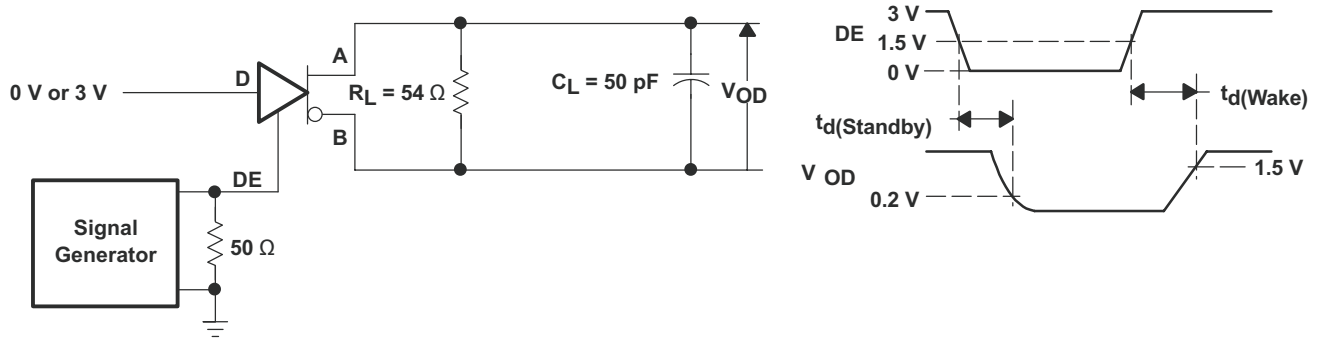 0 V or 3 V
D
A
B
R_L = 54 Ω
C_L = 50 pF
V_OD
DE
Signal
Generator
50 Ω
3 V
DE
1.5 V
0 V
t_d(Wake)
t_d(Standby)
V OD
1.5 V
0.2 V